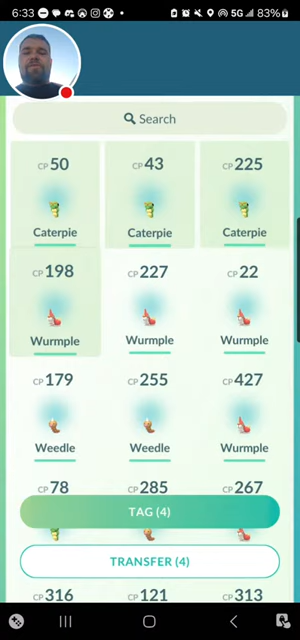 6:33 5G 83%
Search
CP 50 CP 43 CP 225
Caterpie Caterpie Caterpie
CP 198 CP 227 CP 22
Wurmple Wurmple Wurmple
CP 179 CP 255 CP 427
Weedle Weedle Wurmple
CP 78 CP 285 CP 267
TAG (4)
TRANSFER (4)
CP 316 CP 121 CP 313